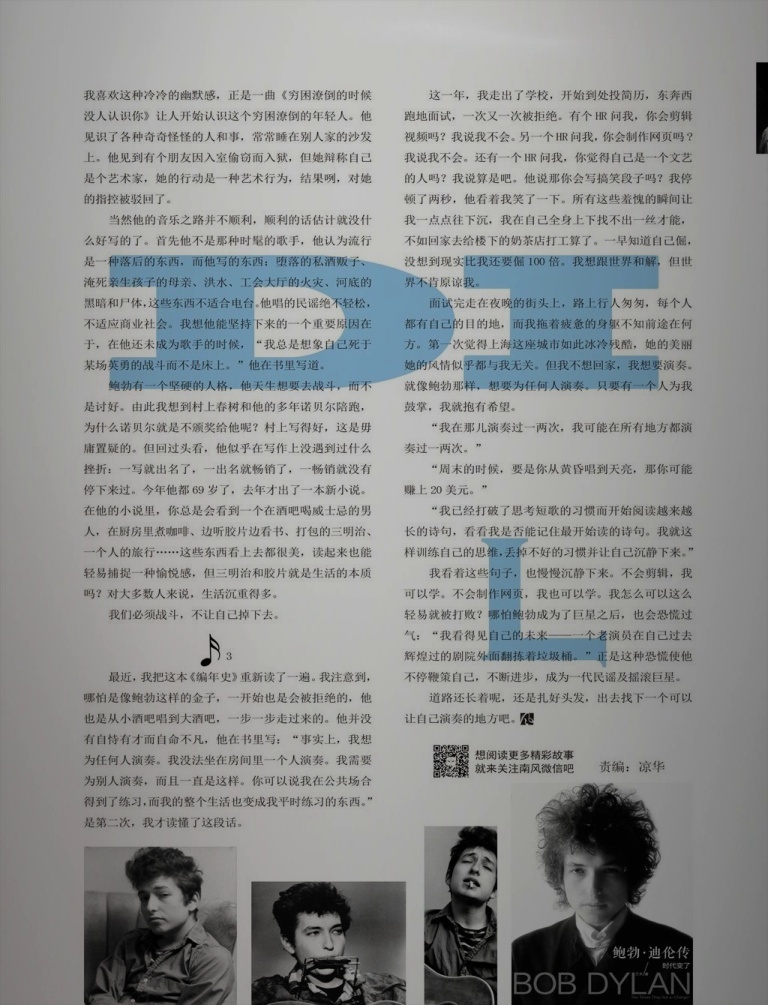 我喜欢这种冷冷的幽默感，正是一曲《穷困潦倒的时候
没人认识你》让人开始认识这个穷困潦倒的年轻人。他
见识了各种奇奇怪怪的人和事，常常睡在别人家的沙发
上。他见到有个朋友因入室偷窃而入狱，但她辩称自己
是个艺术家，她的行动是一种艺术行为，结果咧，对她
的指控被驳回了。
当然他的音乐之路并不顺利，顺利的话估计就没什
么好写的了。首先他不是那种时髦的歌手，他认为流行
是一种落后的东西，而他写的东西：堕落的私酒贩子、
淹死亲生孩子的母亲、洪水、工会大厅的火灾、河底的
黑暗和尸体，这些东西不适合电台。他唱的民谣绝不轻松，
不适应商业社会。我想他能坚持下来的一个重要原因在
于，在他还未成为歌手的时候，“我总是想象自己死于
某场英勇的战斗而不是床上。”他在书里写道。
鲍勃有一个坚硬的人格，他天生想要去战斗，而不
是讨好。由此我想到村上春树和他的多年诺贝尔陪跑，
为什么诺贝尔就是不颁奖给他呢？村上写得好，这是毋
庸置疑的。但回过头看，他似乎在写作上没遇到过什么
挫折：一写就出名了，一出名就畅销了，一畅销就没有
停下来过。今年他都 69 岁了，去年才出了一本新小说。
在他的小说里，你总是会看到一个在酒吧喝威士忌的男
人，在厨房里煮咖啡、边听胶片边看书、打包的三明治、
一个人的旅行……这些东西看上去都很美，读起来也能
轻易捕捉一种愉悦感，但三明治和胶片就是生活的本质
吗？对大多数人来说，生活沉重得多。
我们必须战斗，不让自己掉下去。
3
最近，我把这本《编年史》重新读了一遍。我注意到，
哪怕是像鲍勃这样的金子，一开始也是会被拒绝的，他
也是从小酒吧唱到大酒吧，一步一步走过来的。他并没
有自恃有才而自命不凡，他在书里写：“事实上，我想
为任何人演奏。我没法坐在房间里一个人演奏。我需要
为别人演奏，而且一直是这样。你可以说我在公共场合
得到了练习，而我的整个生活也变成我平时练习的东西。”
是第二次，我才读懂了这段话。
这一年，我走出了学校，开始到处投简历，东奔西
跑地面试，一次又一次被拒绝。有个 HR 问我，你会剪辑
视频吗？我说我不会。另一个 HR 问我，你会制作网页吗？
我说我不会。还有一个 HR 问我，你觉得自己是一个文艺
的人吗？我说算是吧。他说那你会写搞笑段子吗？我停
顿了两秒，他看着我笑了一下。所有这些羞愧的瞬间让
我一点点往下沉，我在自己全身上下找不出一丝才能，
不如回家去给楼下的奶茶店打工算了。一早知道自己倔，
没想到现实比我还要倔 100 倍。我想跟世界和解，但世
界不肯原谅我。
面试完走在夜晚的街头上，路上行人匆匆，每个人
都有自己的目的地，而我拖着疲惫的身躯不知前途在何
方。第一次觉得上海这座城市如此冰冷残酷，她的美丽
她的风情似乎都与我无关。但我不想回家，我想要演奏。
就像鲍勃那样，想要为任何人演奏。只要有一个人为我
鼓掌，我就抱有希望。
“我在那儿演奏过一两次，我可能在所有地方都演
奏过一两次。”
“周末的时候，要是你从黄昏唱到天亮，那你可能
赚上 20 美元。”
“我已经打破了思考短歌的习惯而开始阅读越来越
长的诗句，看看我是否能记住最开始读的诗句。我就这
样训练自己的思维，丢掉不好的习惯并让自己沉静下来。”
我看着这些句子，也慢慢沉静下来。不会剪辑，我
可以学。不会制作网页，我也可以学。我怎么可以这么
轻易就被打败？哪怕鲍勃成为了巨星之后，也会恐慌过
气：“我看得见自己的未来——一个老演员在自己过去
辉煌过的剧院外面翻拣着垃圾桶。”正是这种恐慌使他
不停鞭策自己，不断进步，成为一代民谣及摇滚巨星。
道路还长着呢，还是扎好头发，出去找下一个可以
让自己演奏的地方吧。
想阅读更多精彩故事
就来关注南风微信吧
责编：凉华
鲍勃·迪伦传
时代变了
BOB DYLAN